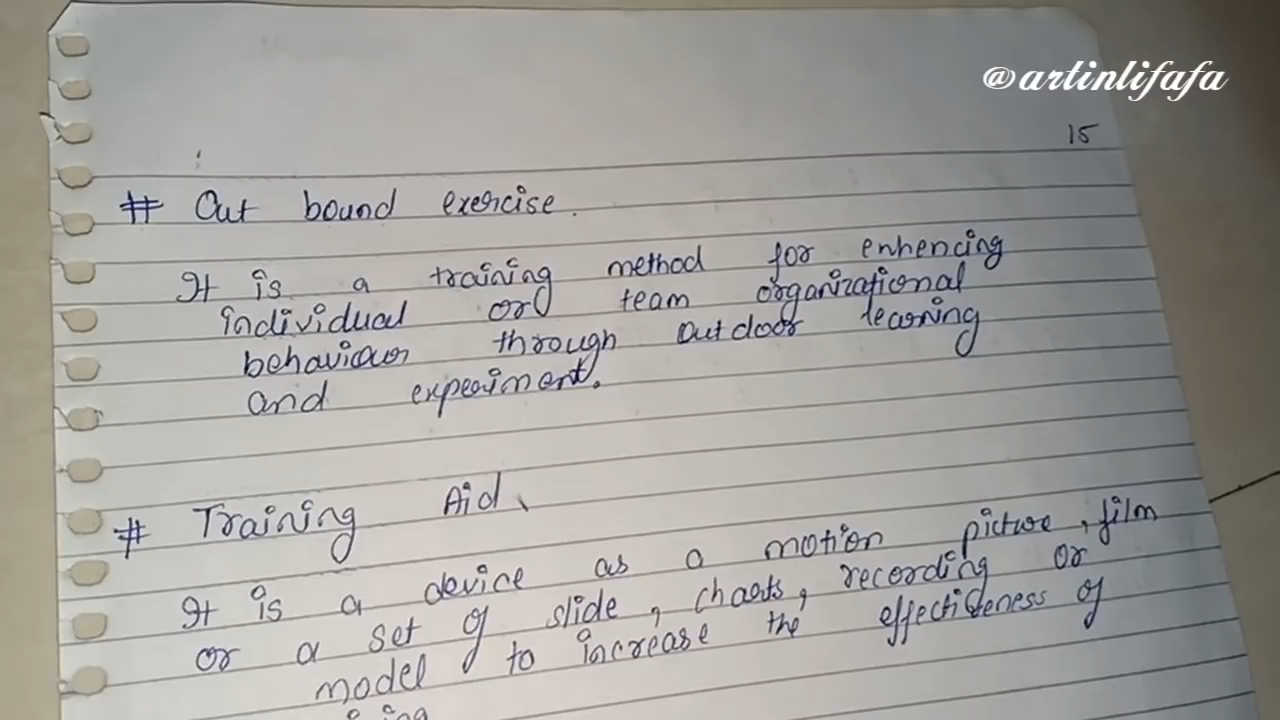 @artinlifafa
15
# Out bound exercise.
It is a training method for enhencing
individual or team organizational
behaviour through outdoor learning
and experiment.
# Training Aid
It is a device as a motion picture, film
or a set of slide, charts, recording or
model to increase the effectiveness of